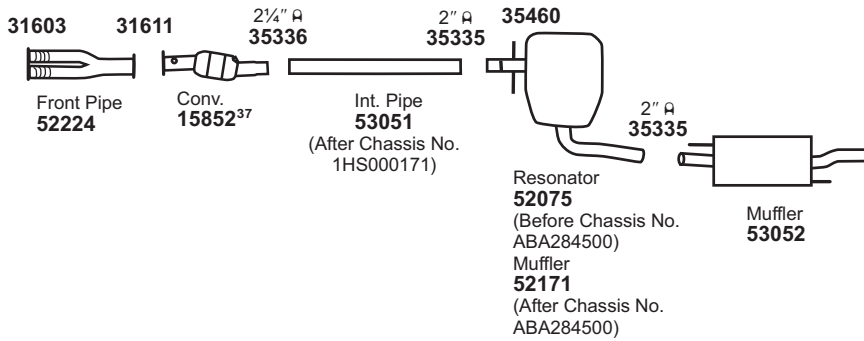 31603
31611
2¼"
35336
2"
35335
35460
Front Pipe
52224
Conv.
15852³⁷
Int. Pipe
53051
(After Chassis No.
1HS000171)
2"
35335
Resonator
52075
(Before Chassis No.
ABA284500)
Muffler
52171
(After Chassis No.
ABA284500)
Muffler
53052